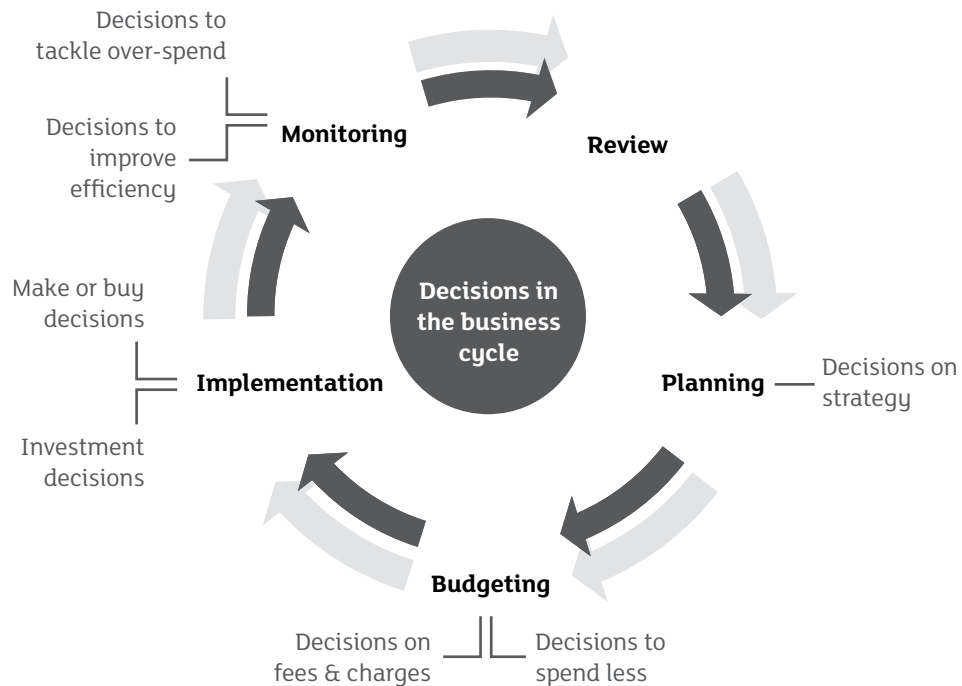 Decisions to
tackle over-spend
Decisions to
improve
efficiency
Monitoring
Review
Make or buy
decisions
Decisions in
the business
cycle
Implementation
Planning
Decisions on
strategy
Investment
decisions
Budgeting
Decisions on
fees & charges
Decisions to
spend less